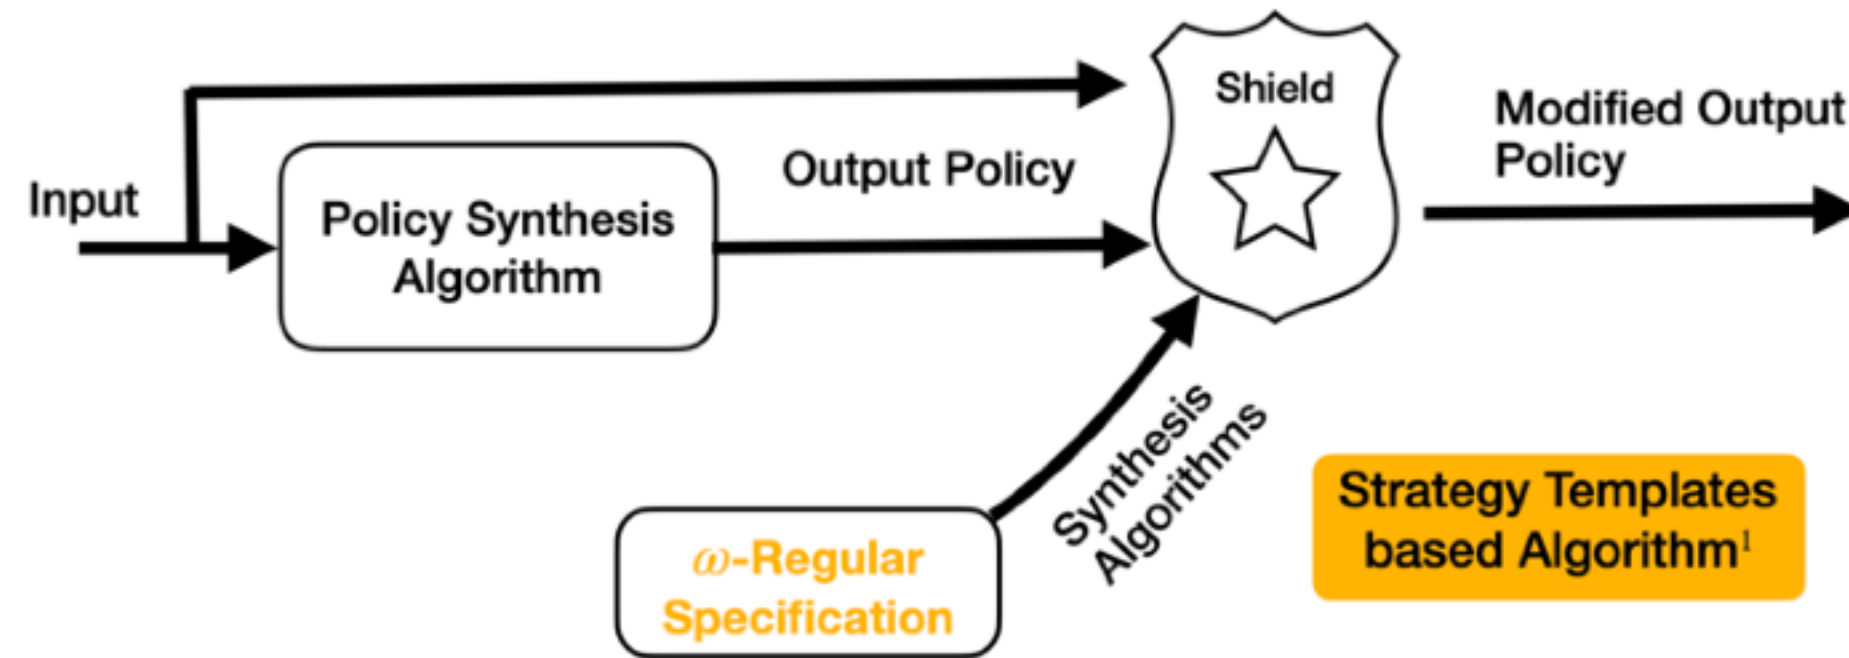 Shield
Modified Output
Policy
Output Policy
Input
Policy Synthesis
Algorithm
Synthesis
Algorithms
Strategy Templates
based Algorithm¹
ω-Regular
Specification